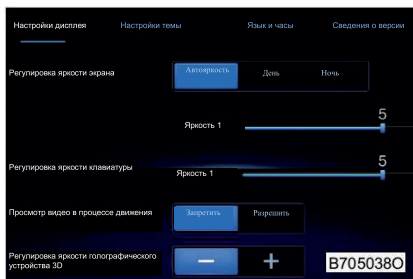 Настройки дисплея Настройки темы Язык и часы Сведения о версии
Регулировка яркости экрана Автояркость День Ночь
5
Яркость 1
5
Регулировка яркости клавиатуры Яркость 1
Просмотр видео в процессе движения Запретить Разрешить
Регулировка яркости голографического
устройства 3D − +
B705038O